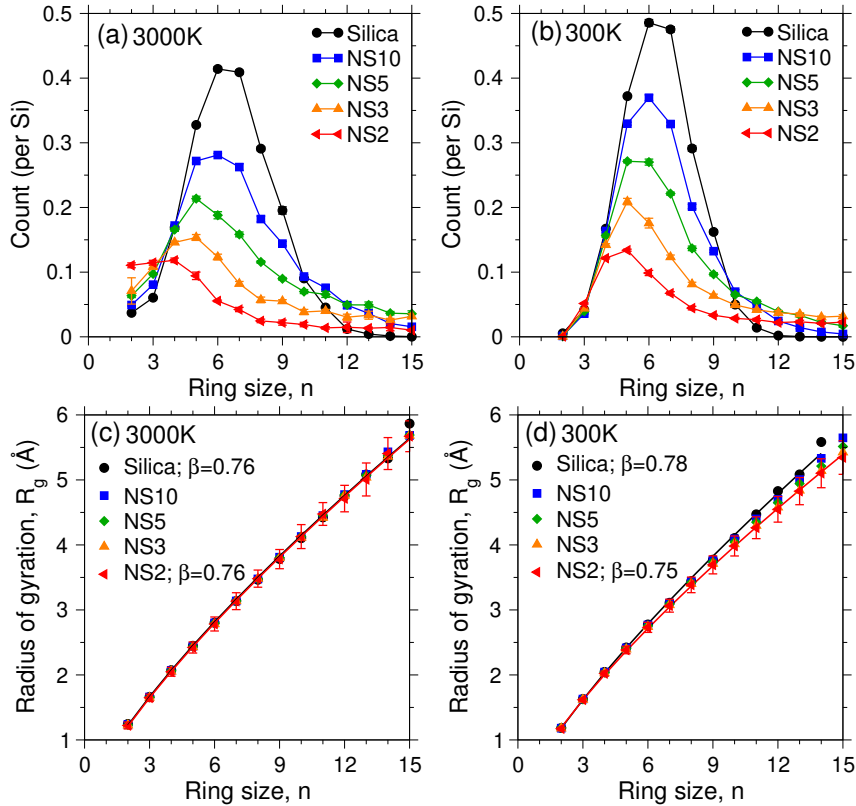 (a) 3000K
Silica
NS10
NS5
NS3
NS2
Count (per Si)
0.5
0.4
0.3
0.2
0.1
0
0 3 6 9 12 15
Ring size, n
(b) 300K
Silica
NS10
NS5
NS3
NS2
Count (per Si)
0.5
0.4
0.3
0.2
0.1
0
0 3 6 9 12 15
Ring size, n
(c) 3000K
Silica; β=0.76
NS10
NS5
NS3
NS2; β=0.76
Radius of gyration, R_g (Å)
6
5
4
3
2
1
0 3 6 9 12 15
Ring size, n
(d) 300K
Silica; β=0.78
NS10
NS5
NS3
NS2; β=0.75
Radius of gyration, R_g (Å)
6
5
4
3
2
1
0 3 6 9 12 15
Ring size, n